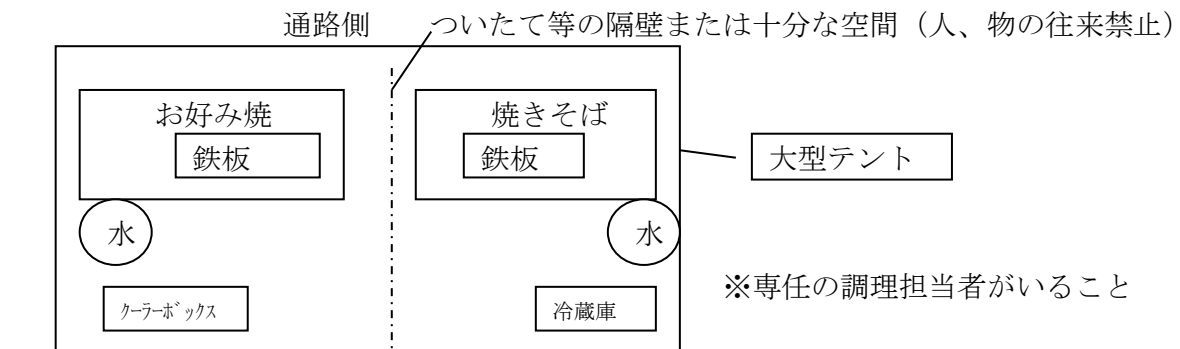 通路側
ついたて等の隔壁または十分な空間（人、物の往来禁止）
お好み焼
鉄板
焼きそば
鉄板
大型テント
水
水
※専任の調理担当者がいること
ｸｰﾗｰﾎﾞｯｸｽ
冷蔵庫